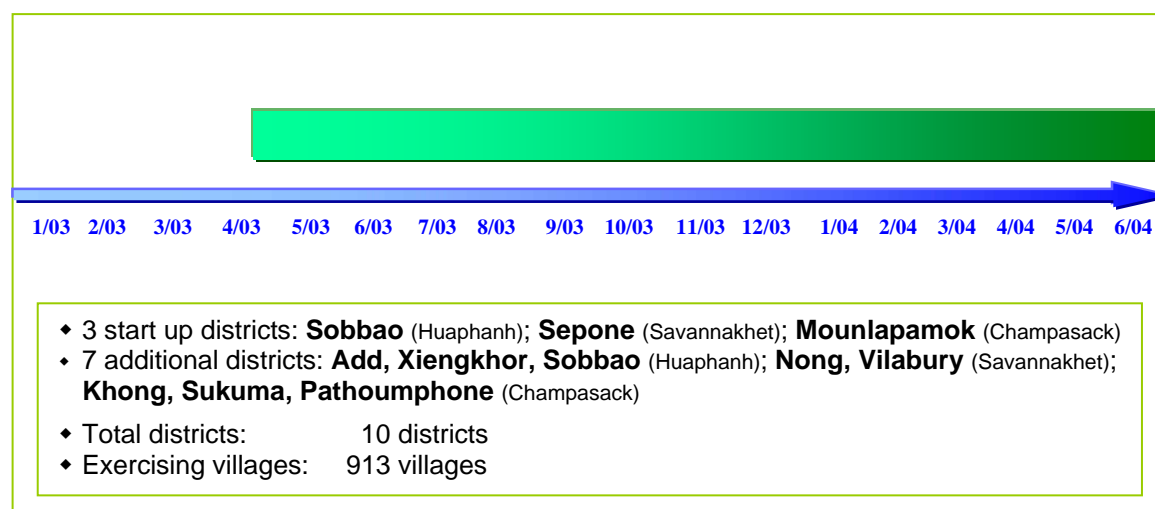 1/03 2/03 3/03 4/03 5/03 6/03 7/03 8/03 9/03 10/03 11/03 12/03 1/04 2/04 3/04 4/04 5/04 6/04
◆ 3 start up districts: Sobbao (Huaphanh); Sepone (Savannakhet); Mounlapamok (Champasack)
◆ 7 additional districts: Add, Xiengkhor, Sobbao (Huaphanh); Nong, Vilabury (Savannakhet);
Khong, Sukuma, Pathoumphone (Champasack)
◆ Total districts: 10 districts
◆ Exercising villages: 913 villages